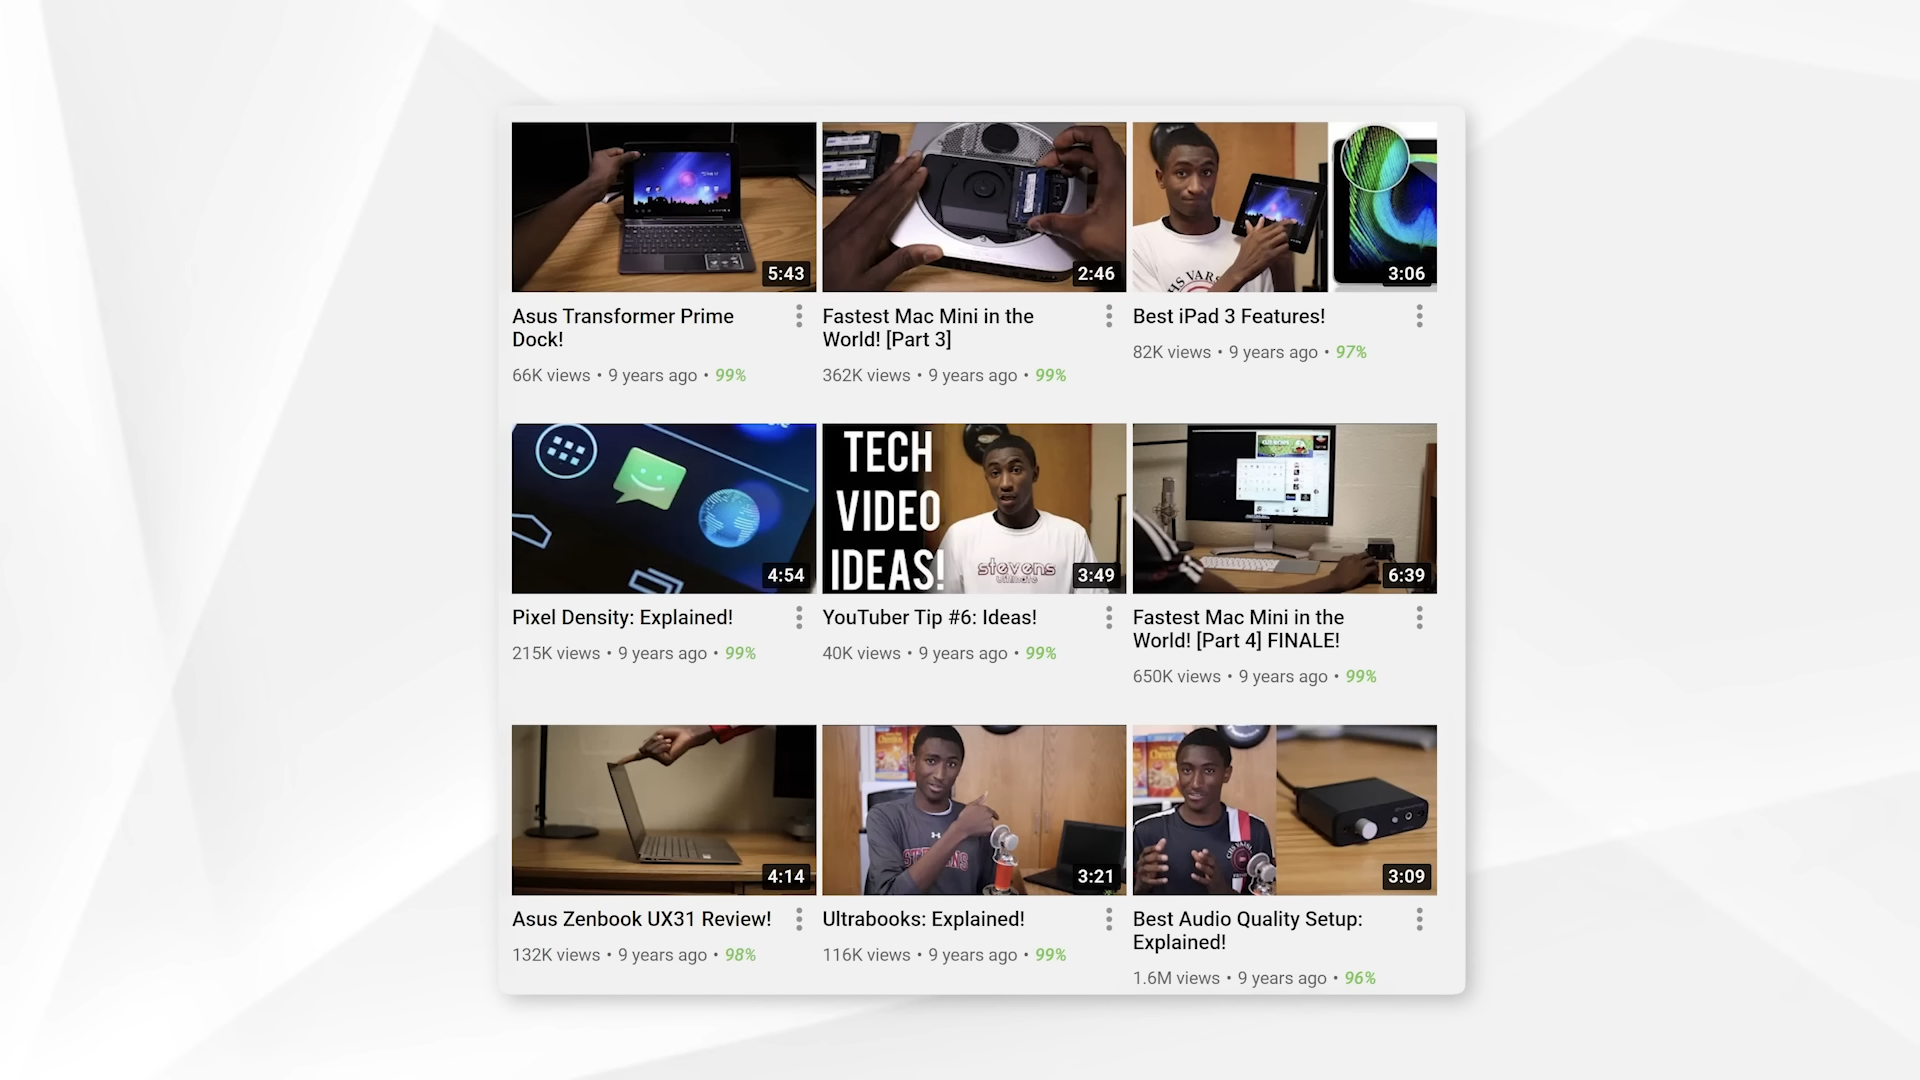 5:43
2:46
3:06
Asus Transformer Prime
Dock!
66K views • 9 years ago • 99%
Fastest Mac Mini in the
World! [Part 3]
362K views • 9 years ago • 99%
Best iPad 3 Features!
82K views • 9 years ago • 97%
4:54
TECH
VIDEO
IDEAS!
stevens
ultimate
3:49
6:39
Pixel Density: Explained!
215K views • 9 years ago • 99%
YouTuber Tip #6: Ideas!
40K views • 9 years ago • 99%
Fastest Mac Mini in the
World! [Part 4] FINALE!
650K views • 9 years ago • 99%
4:14
STEVENS
3:21
3:09
Asus Zenbook UX31 Review!
132K views • 9 years ago • 98%
Ultrabooks: Explained!
116K views • 9 years ago • 99%
Best Audio Quality Setup:
Explained!
1.6M views • 9 years ago • 96%